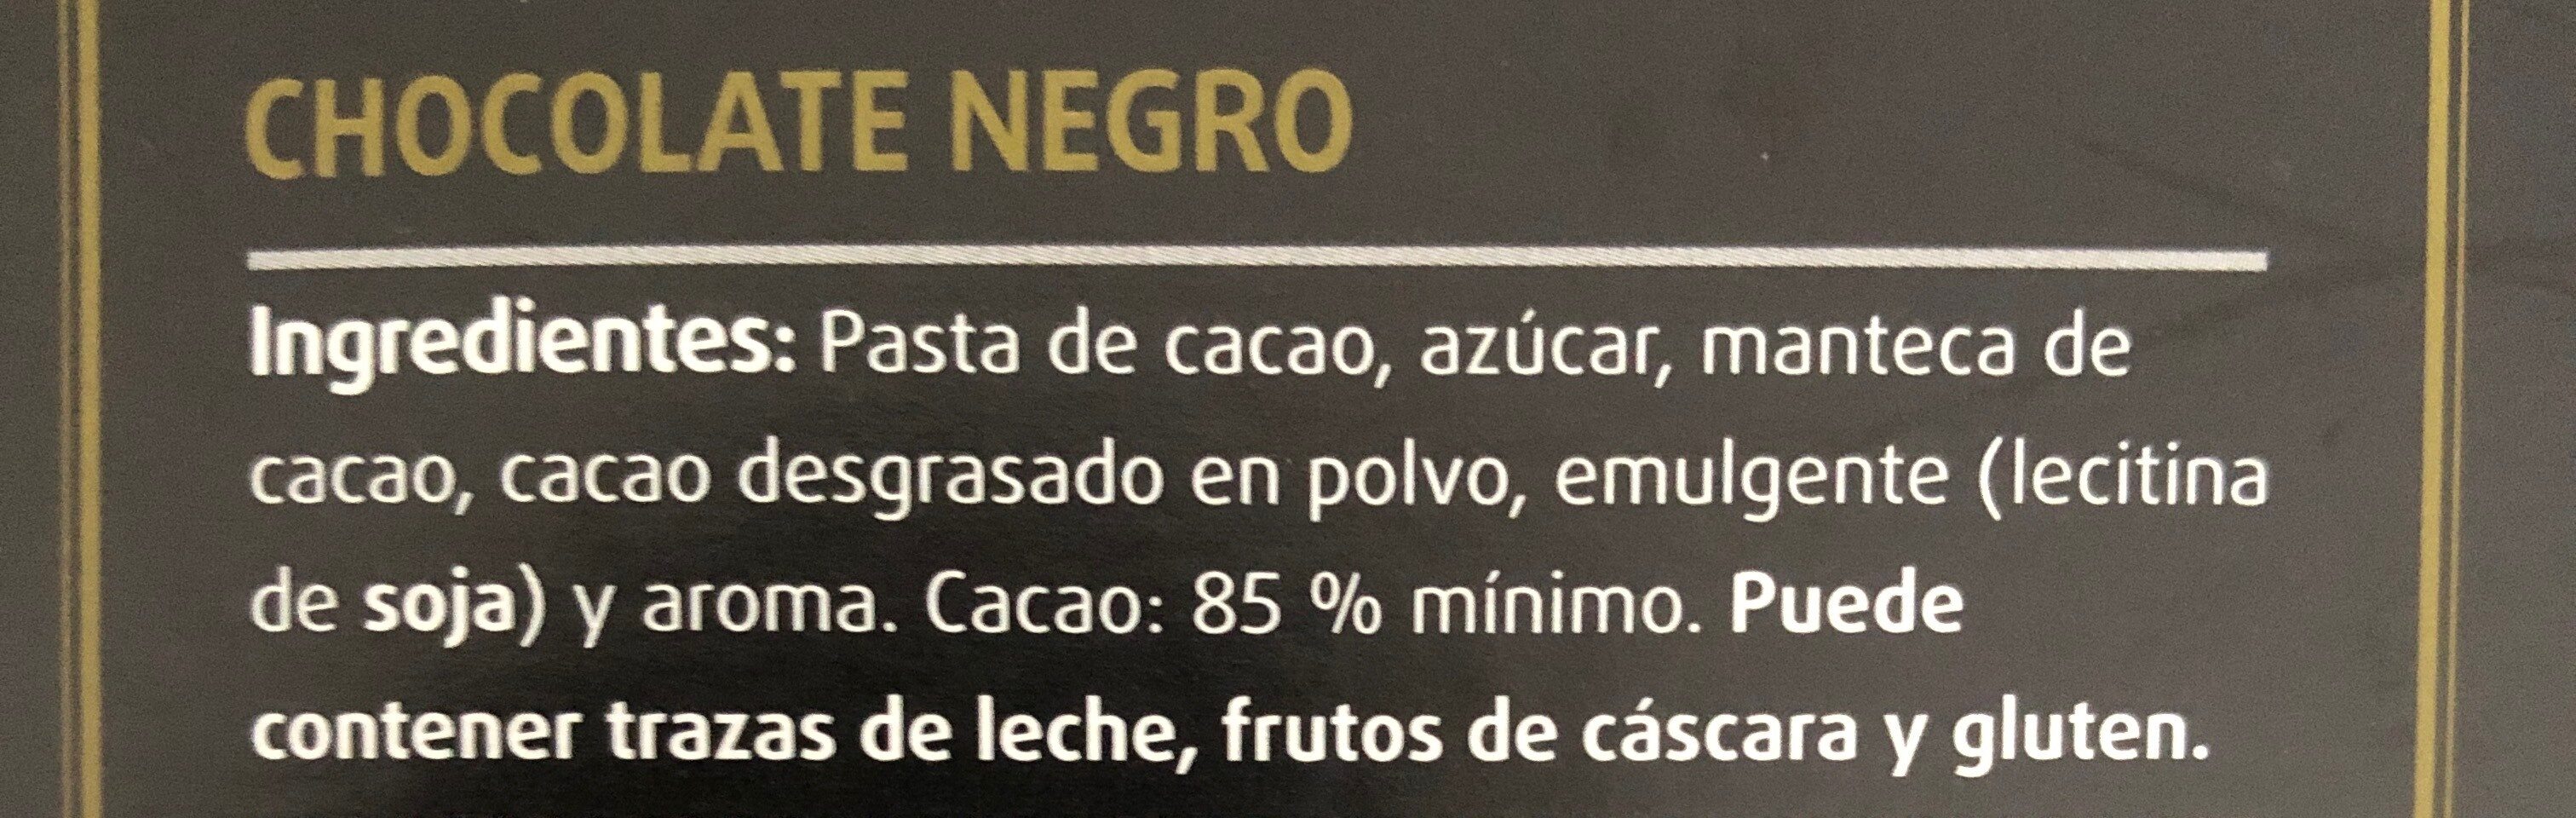 CHOCOLATE NEGRO
Ingredientes: Pasta de cacao, azúcar, manteca de
cacao, cacao desgrasado en polvo, emulgente (lecitina
de soja) y aroma. Cacao: 85 % mínimo. Puede
contener trazas de leche, frutos de cáscara y gluten.